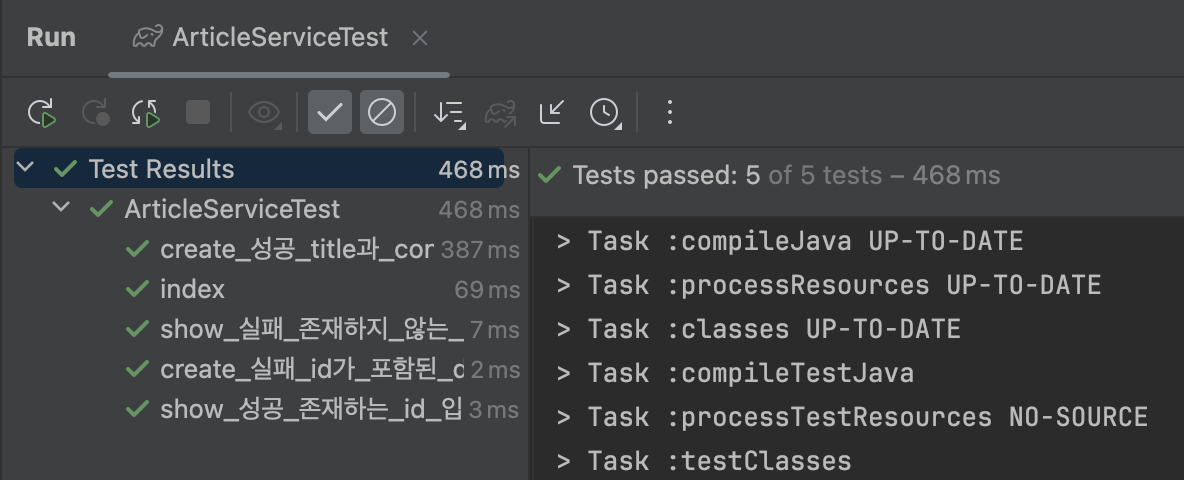 Run ArticleServiceTest
Test Results 468 ms
ArticleServiceTest 468 ms
create_성공_title과_cor 387 ms
index 69 ms
show_실패_존재하지_않는_ 7 ms
create_실패_id가_포함된_ 2 ms
show_성공_존재하는_id_입 3 ms
Tests passed: 5 of 5 tests – 468 ms
> Task :compileJava UP-TO-DATE
> Task :processResources UP-TO-DATE
> Task :classes UP-TO-DATE
> Task :compileTestJava
> Task :processTestResources NO-SOURCE
> Task :testClasses